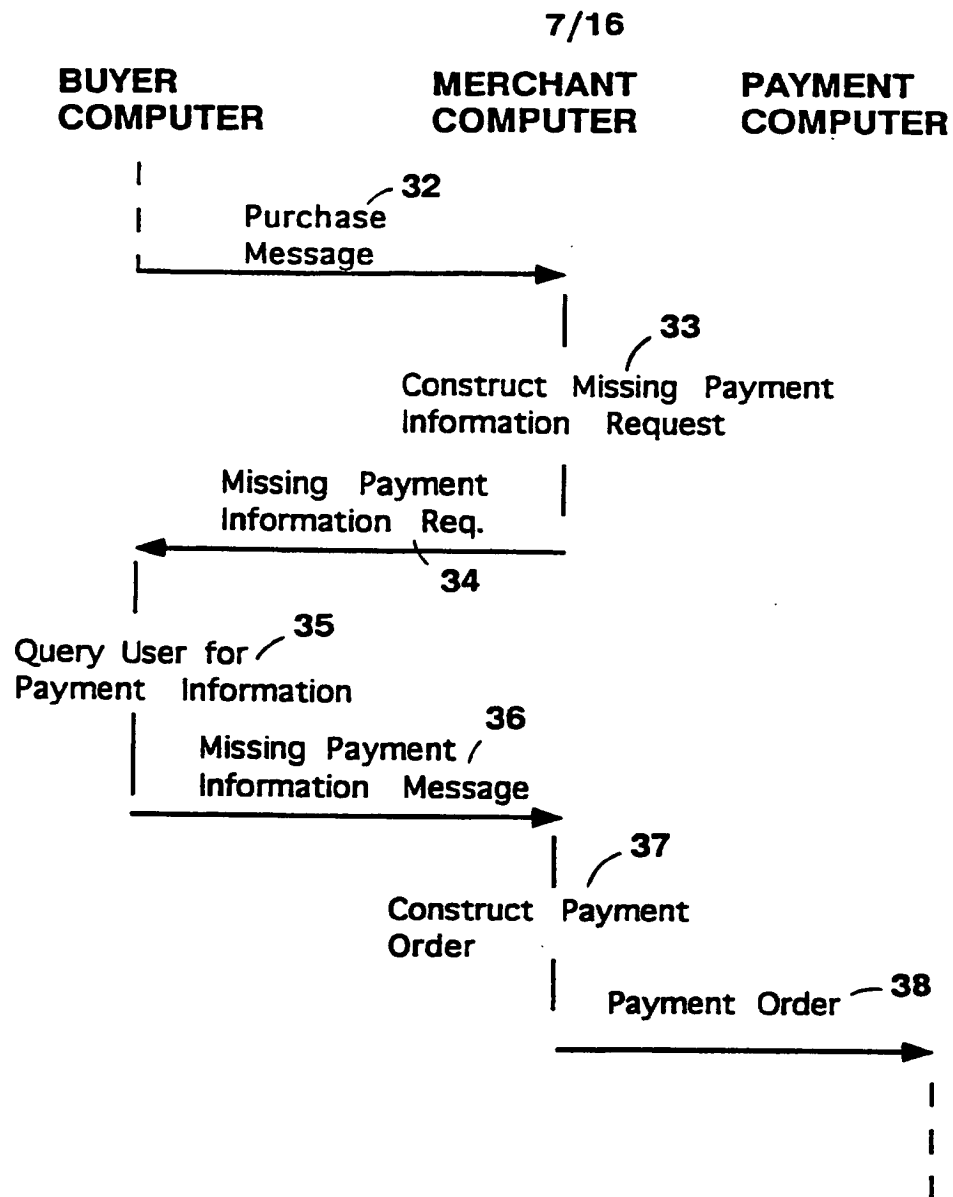 7/16
BUYER
COMPUTER
MERCHANT
COMPUTER
PAYMENT
COMPUTER
32
Purchase
Message
33
Construct Missing Payment
Information Request
Missing Payment
Information Req.
34
35
Query User for
Payment Information
36
Missing Payment
Information Message
37
Construct Payment
Order
38
Payment Order